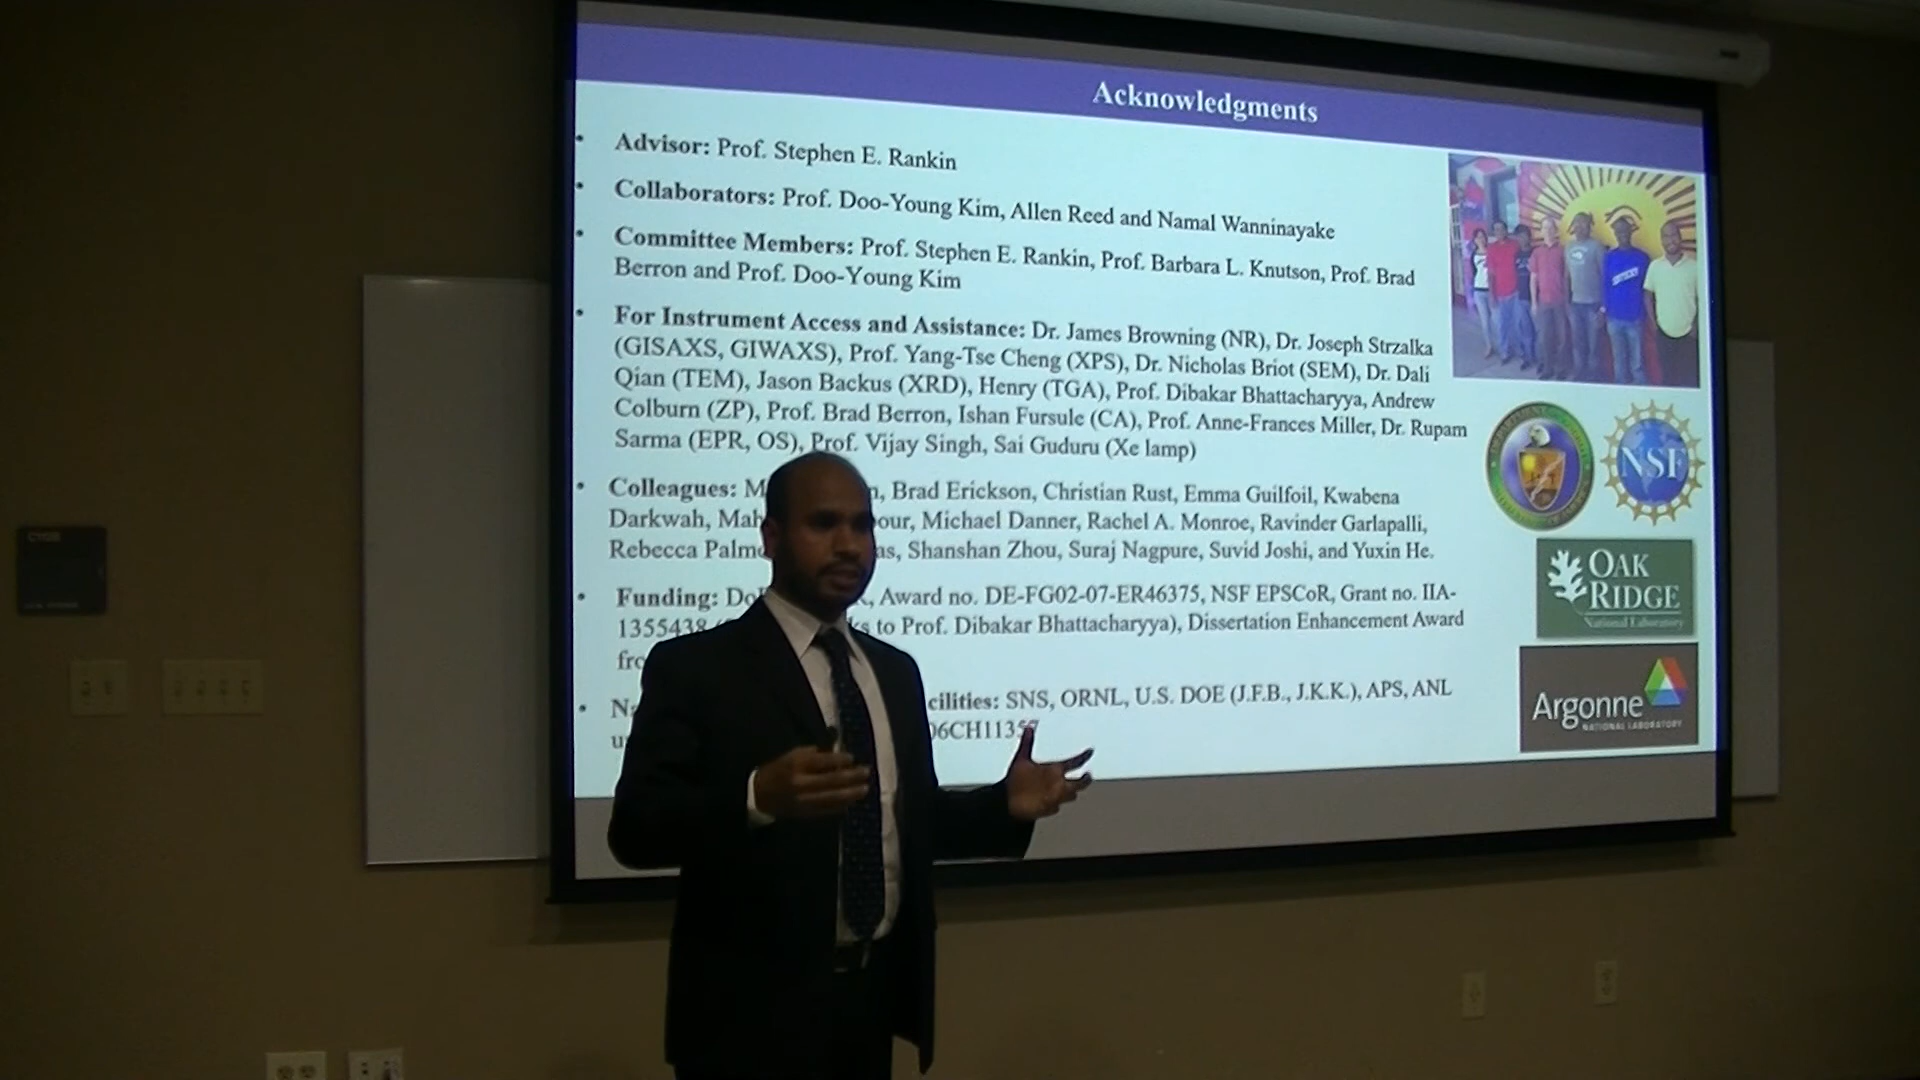 Acknowledgments
• Advisor: Prof. Stephen E. Rankin
• Collaborators: Prof. Doo-Young Kim, Allen Reed and Namal Wanninayake
• Committee Members: Prof. Stephen E. Rankin, Prof. Barbara L. Knutson, Prof. Brad
Berron and Prof. Doo-Young Kim
• For Instrument Access and Assistance: Dr. James Browning (NR), Dr. Joseph Strzalka
(GISAXS, GIWAXS), Prof. Yang-Tse Cheng (XPS), Dr. Nicholas Briot (SEM), Dr. Dali
Qian (TEM), Jason Backus (XRD), Henry (TGA), Prof. Dibakar Bhattacharyya, Andrew
Colburn (ZP), Prof. Brad Berron, Ishan Fursule (CA), Prof. Anne-Frances Miller, Dr. Rupam
Sarma (EPR, OS), Prof. Vijay Singh, Sai Guduru (Xe lamp)
• Colleagues: Brad Erickson, Christian Rust, Emma Guilfoil, Kwabena
Darkwah, Michael Danner, Rachel A. Monroe, Ravinder Garlapalli,
Rebecca Shanshan Zhou, Suraj Nagpure, Suvid Joshi, and Yuxin He.
• Funding: Award no. DE-FG02-07-ER46375, NSF EPSCoR, Grant no. IIA-
1355438 to Prof. Dibakar Bhattacharyya), Dissertation Enhancement Award
• SNS, ORNL, U.S. DOE (J.F.B., J.K.K.), APS, ANL
06CH11357
NSF
OAK
RIDGE
National Laboratory
Argonne
NATIONAL LABORATORY